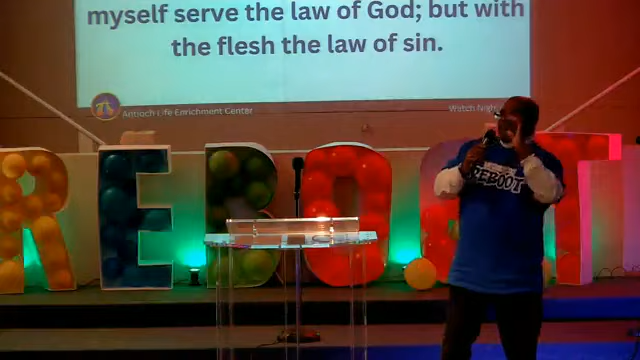 myself serve the law of God; but with
the flesh the law of sin.
Antioch Life Enrichment Center
Watch Night
REBOOT
REBOOT